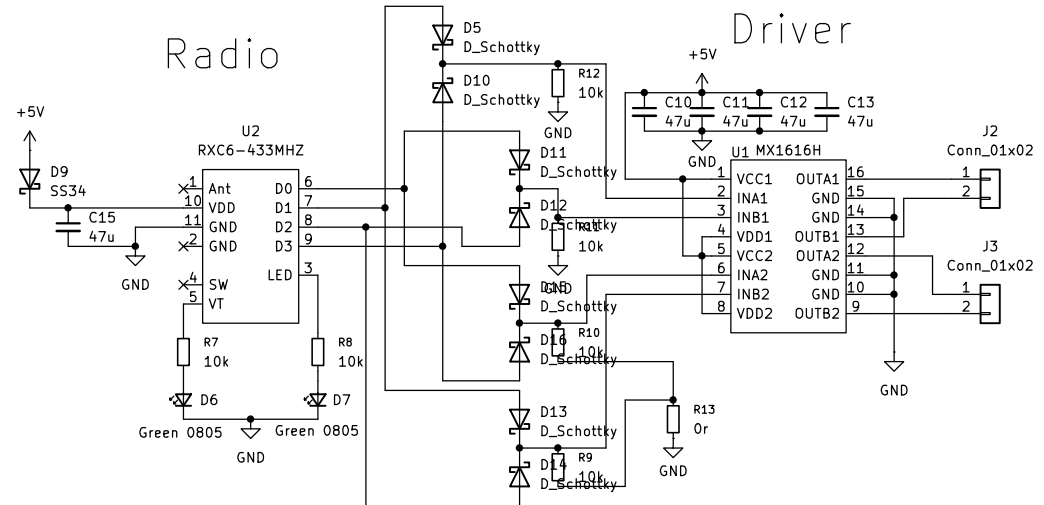 Radio
Driver
+5V
D9
SS34
C15
47u
GND
U2
RXC6-433MHZ
1 Ant
10 VDD
11 GND
2 GND
4 SW
5 VT
D0 6
D1 7
D2 8
D3 9
LED 3
R7
10k
R8
10k
D6
Green 0805
D7
Green 0805
GND
D5
D_Schottky
D10
D_Schottky
R12
10k
GND
D11
D_Schottky
D12
D_Schottky
R11
10k
GND
D15
D_Schottky
D16
D_Schottky
R10
10k
D13
D_Schottky
D14
D_Schottky
R9
10k
R13
0r
GND
+5V
C10
47u
C11
47u
C12
47u
C13
47u
GND
U1 MX1616H
1 VCC1
2 INA1
3 INB1
4 VDD1
5 VCC2
6 INA2
7 INB2
8 VDD2
OUTA1 16
GND 15
GND 14
OUTB1 13
OUTA2 12
GND 11
GND 10
OUTB2 9
GND
J2
Conn_01x02
1
2
J3
Conn_01x02
1
2